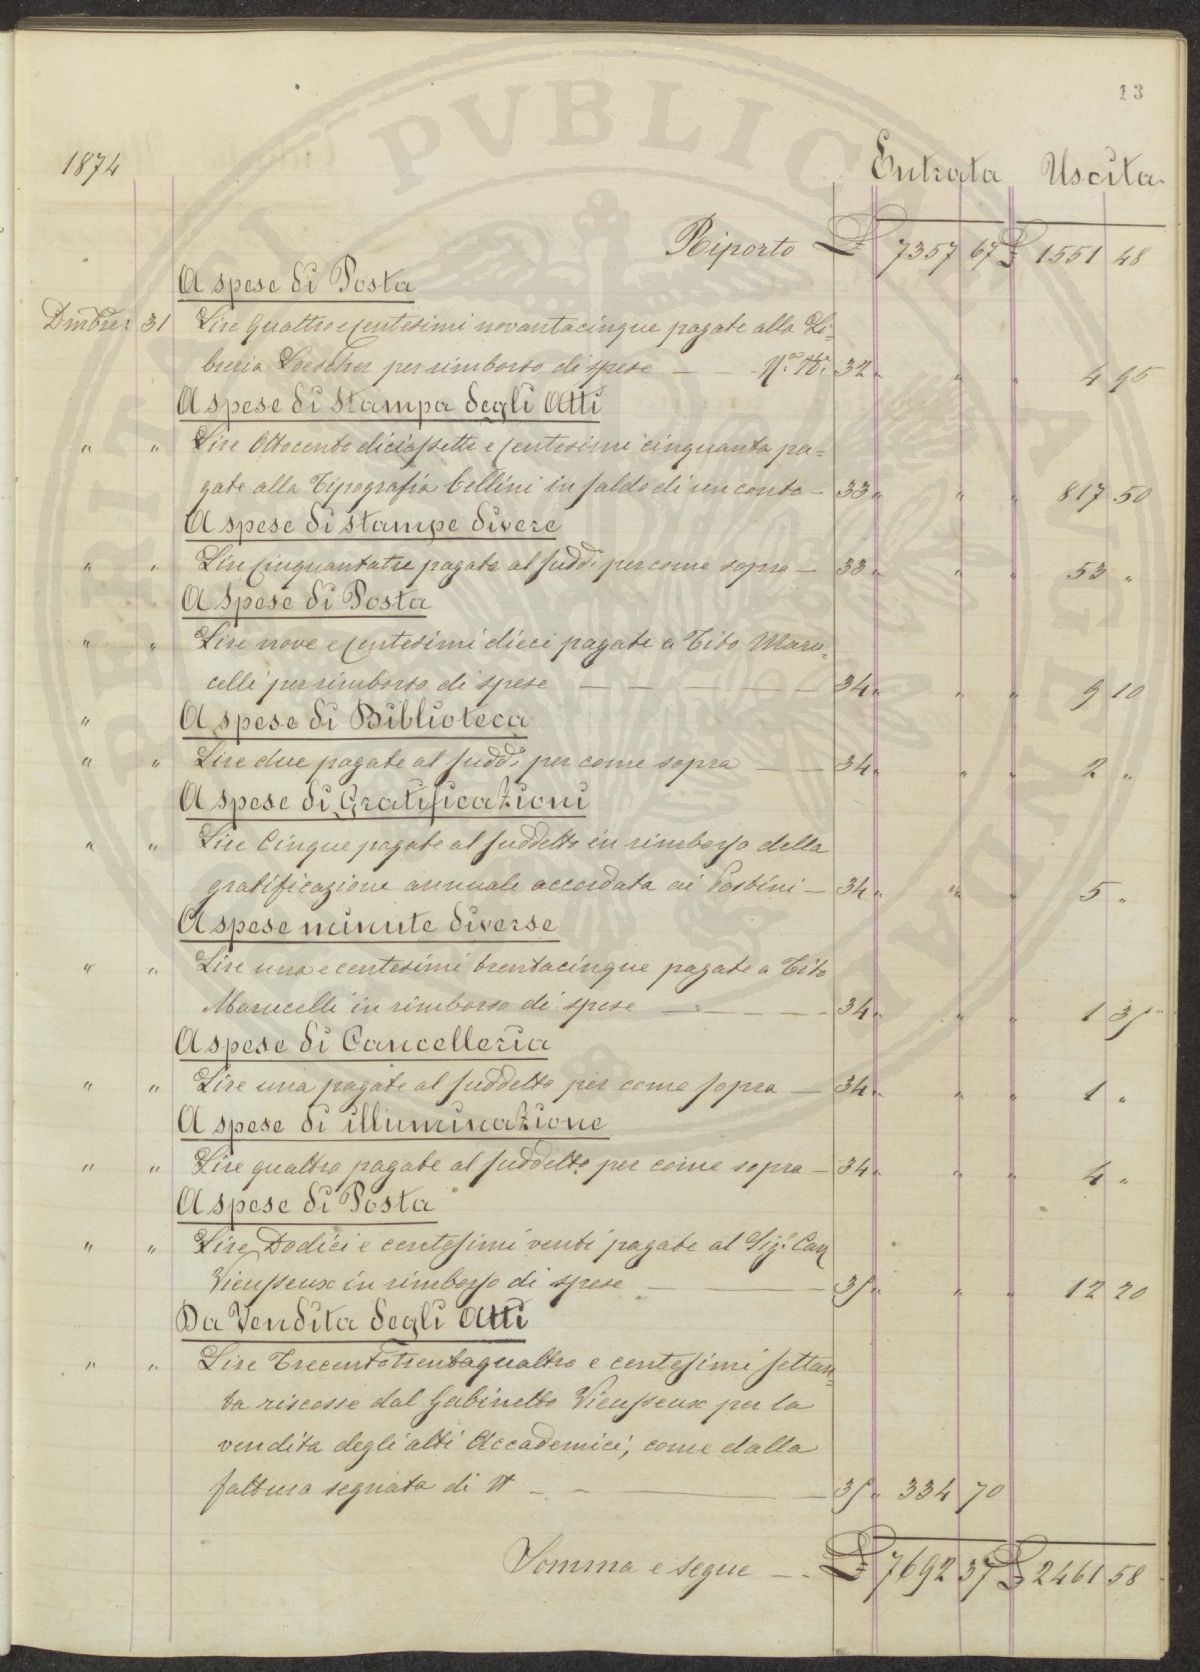 13
1874 Entrata Uscita
Riporto £ 7357 67 £ 1551 48
A spese di Posta
Dmbre: 31 Lire Quattro e Centesimi novantacinque pagate alla Li=
breria Loescher per rimborso di spese — — 32 " " " 4 95
A spese di stampa degli Atti
" " Lire Ottocento diciassette e Centesimi cinquanta pa=
gate alla Tipografia Cellini in saldo di un conto — 33 " " " 817 50
A spese di stampe divere
" " Lire Cinquantatre pagate al sudd.º per come sopra — 33 " " " 53 "
A spese di Posta
" " Lire nove e Centesimi dieci pagate a Tito Maru=
celli per rimborso di spese — — — — — 34 " " " 9 10
" A spese di Biblioteca
" " Lire due pagate al sudd.º per come sopra — — 34 " " " 2 "
A spese di Gratificazioni
" " Lire Cinque pagate al suddetto in rimborso della
gratificazione annuale accordata ai Postini — 34 " " " 5 "
A spese minute diverse
" " Lire una e centesimi trentacinque pagate a Tito
Marucelli in rimborso di spese — — — — 34 " " " 1 35
A spese di Cancelleria
" " Lire una pagate al suddetto per come sopra — 34 " " " 1 "
A spese di illuminazione
" " Lire quattro pagate al suddetto per come sopra — 34 " " " 4 "
A spese di Posta
" " Lire Dodici e centesimi venti pagate al Sig.r Cav
Vieusseux in rimborso di spese — — 35 " " " 12 20
Da Vendita degli Atti
" " Lire Trecentotrentaquattro e centesimi settan=
ta riscosse dal Gabinetto Vieusseux per la
vendita degli atti Accademici, come dalla
fattura segnata di N — — — 35 " 334 70
Somma e segue — £ 7692 37 £ 2461 58